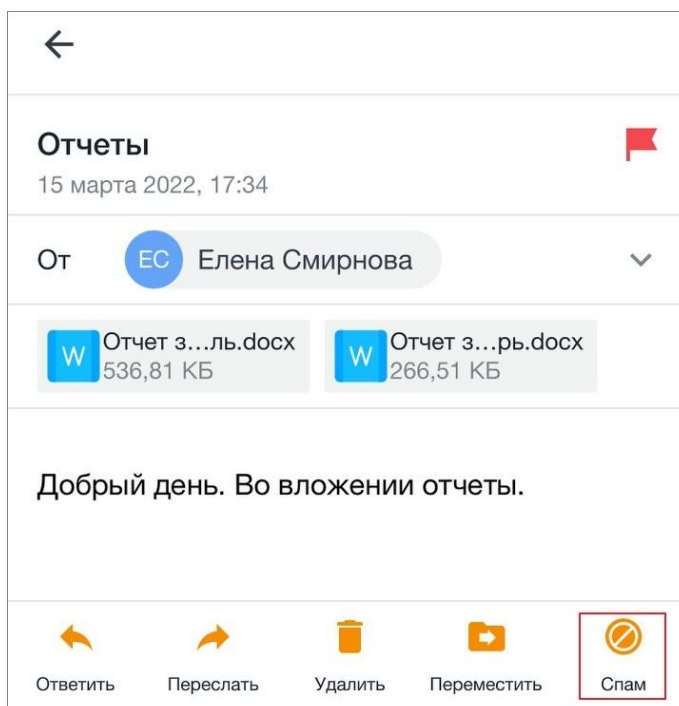 Отчеты
15 марта 2022, 17:34
От ЕС Елена Смирнова
W Отчет з...ль.docx W Отчет з...рь.docx
536,81 КБ 266,51 КБ
Добрый день. Во вложении отчеты.
Ответить Переслать Удалить Переместить Спам